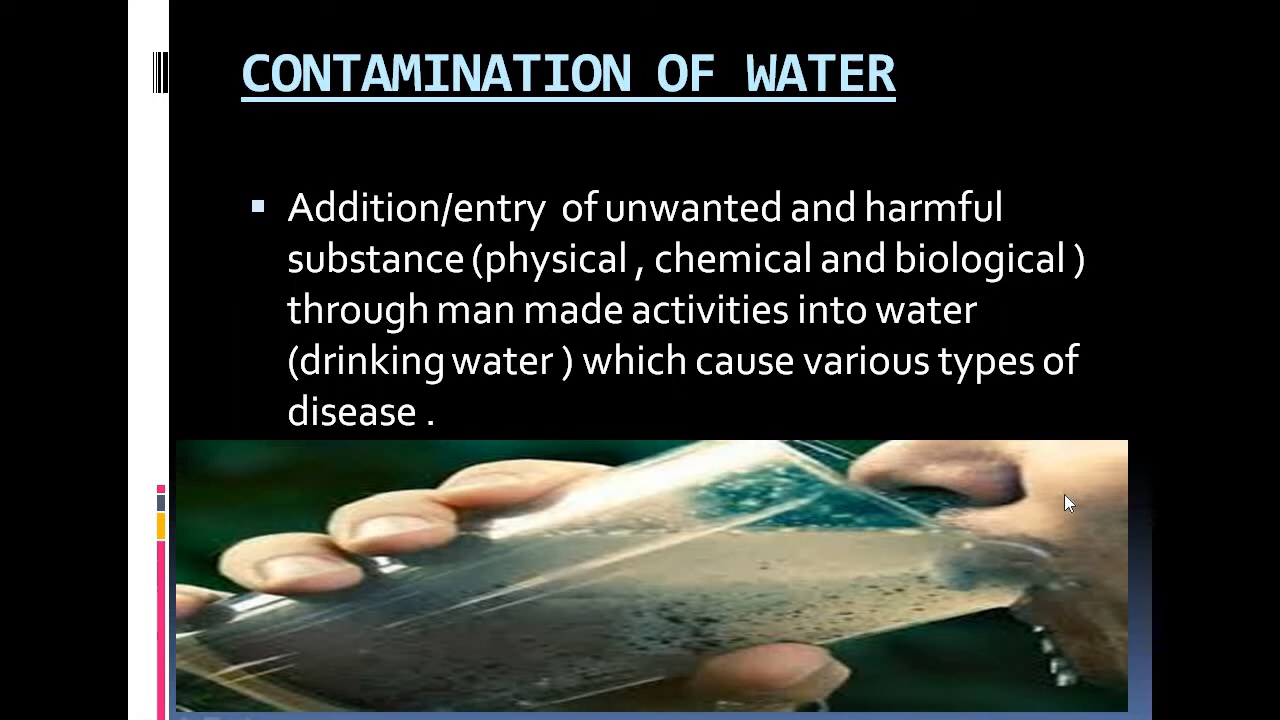 CONTAMINATION OF WATER
Addition/entry of unwanted and harmful
substance (physical , chemical and biological )
through man made activities into water
(drinking water ) which cause various types of
disease .